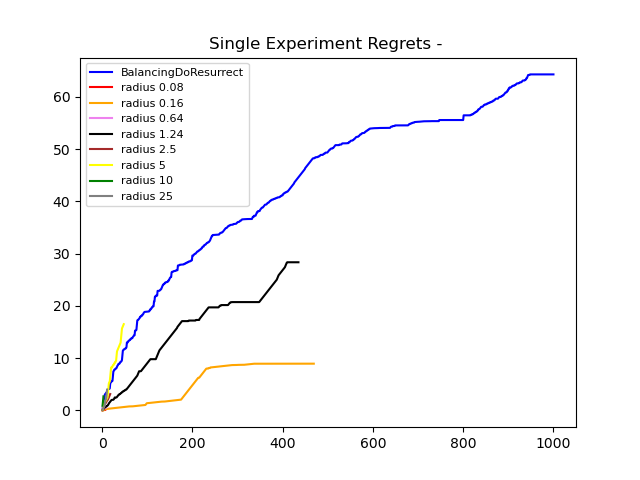 Single Experiment Regrets -
BalancingDoResurrect
radius 0.08
radius 0.16
radius 0.64
radius 1.24
radius 2.5
radius 5
radius 10
radius 25
60
50
40
30
20
10
0
0 200 400 600 800 1000